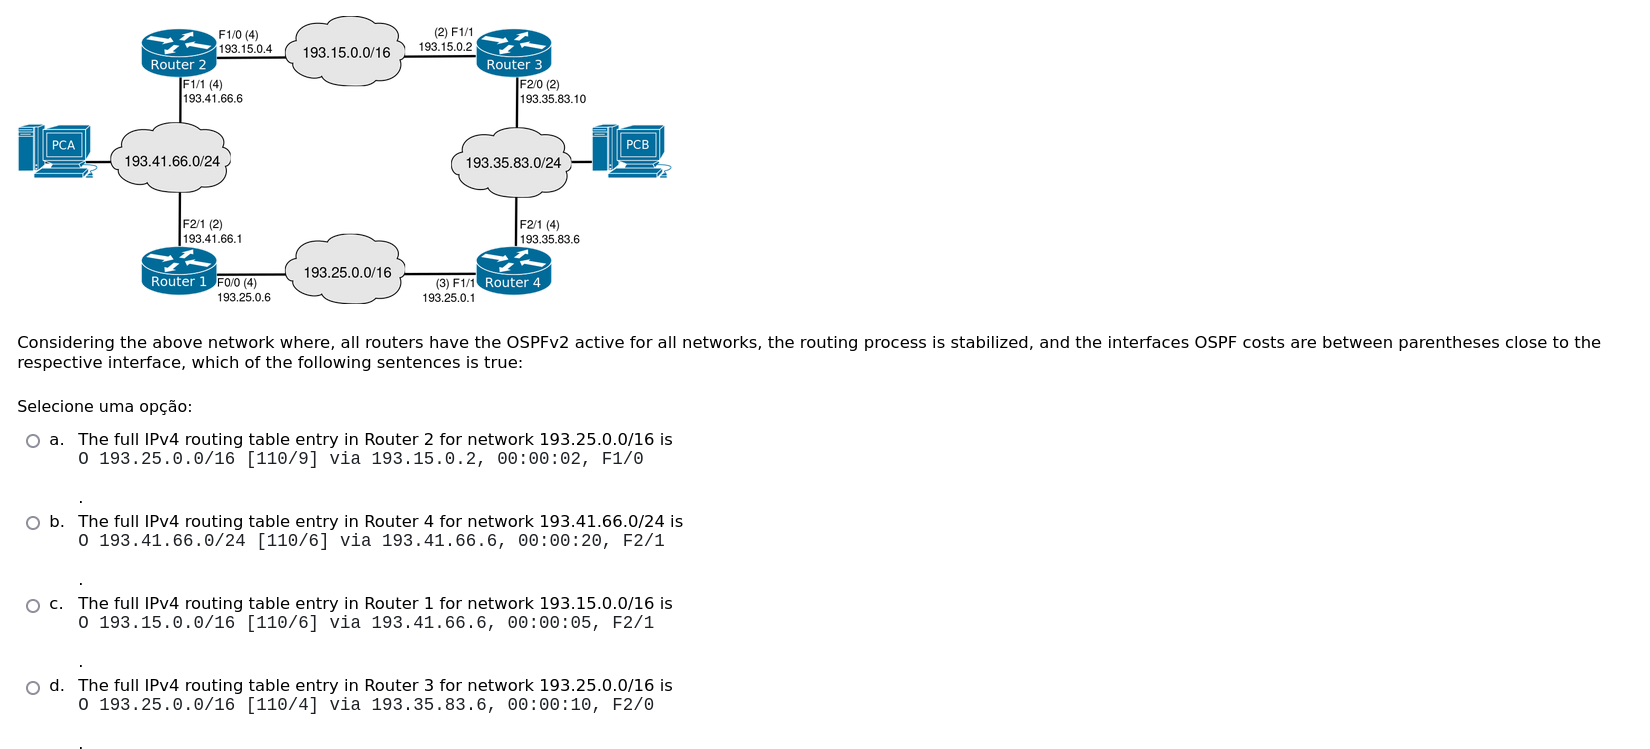 F1/0 (4)
193.15.0.4
Router 2
193.15.0.0/16
(2) F1/1
193.15.0.2
Router 3
F1/1 (4)
193.41.66.6
F2/0 (2)
193.35.83.10
PCA
193.41.66.0/24
193.35.83.0/24
PCB
F2/1 (2)
193.41.66.1
F2/1 (4)
193.35.83.6
Router 1
F0/0 (4)
193.25.0.6
193.25.0.0/16
(3) F1/1
193.25.0.1
Router 4
Considering the above network where, all routers have the OSPFv2 active for all networks, the routing process is stabilized, and the interfaces OSPF costs are between parentheses close to the
respective interface, which of the following sentences is true:
Selecione uma opção:
a. The full IPv4 routing table entry in Router 2 for network 193.25.0.0/16 is
O 193.25.0.0/16 [110/9] via 193.15.0.2, 00:00:02, F1/0
.
b. The full IPv4 routing table entry in Router 4 for network 193.41.66.0/24 is
O 193.41.66.0/24 [110/6] via 193.41.66.6, 00:00:20, F2/1
.
c. The full IPv4 routing table entry in Router 1 for network 193.15.0.0/16 is
O 193.15.0.0/16 [110/6] via 193.41.66.6, 00:00:05, F2/1
.
d. The full IPv4 routing table entry in Router 3 for network 193.25.0.0/16 is
O 193.25.0.0/16 [110/4] via 193.35.83.6, 00:00:10, F2/0
.